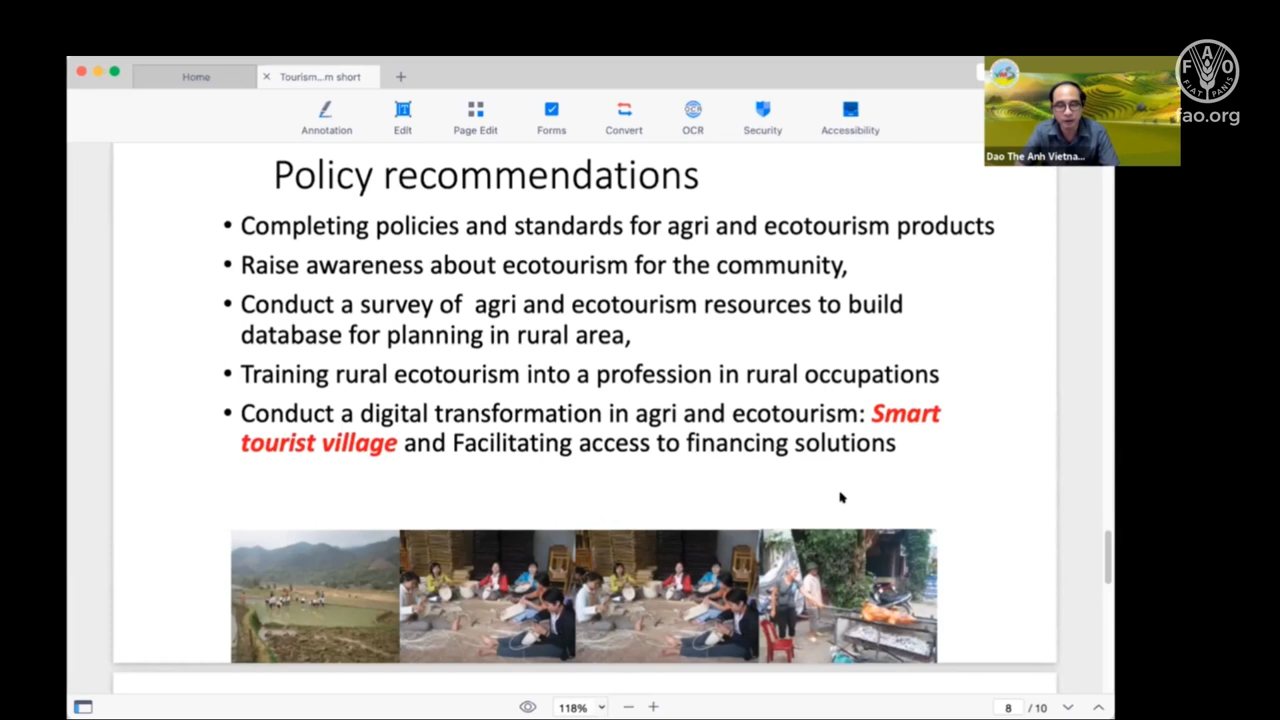 Home
Tourism...m short
Annotation
Edit
Page Edit
Forms
Convert
OCR
OCR
Security
Accessibility
F A O
FIAT PANIS
fao.org
Dao The Anh Vietna...
Policy recommendations
• Completing policies and standards for agri and ecotourism products
• Raise awareness about ecotourism for the community,
• Conduct a survey of agri and ecotourism resources to build
database for planning in rural area,
• Training rural ecotourism into a profession in rural occupations
• Conduct a digital transformation in agri and ecotourism: Smart
tourist village and Facilitating access to financing solutions
118%
8 / 10